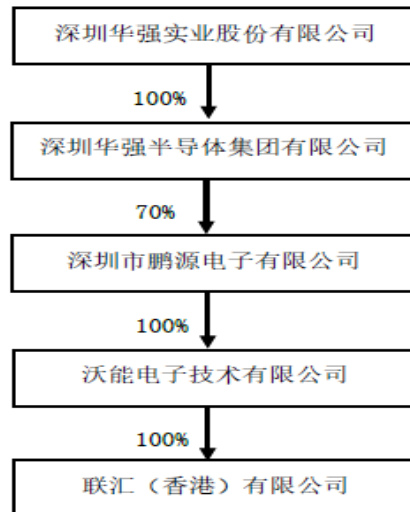 深圳华强实业股份有限公司
100%
深圳华强半导体集团有限公司
70%
深圳市鹏源电子有限公司
100%
沃能电子技术有限公司
100%
联汇（香港）有限公司